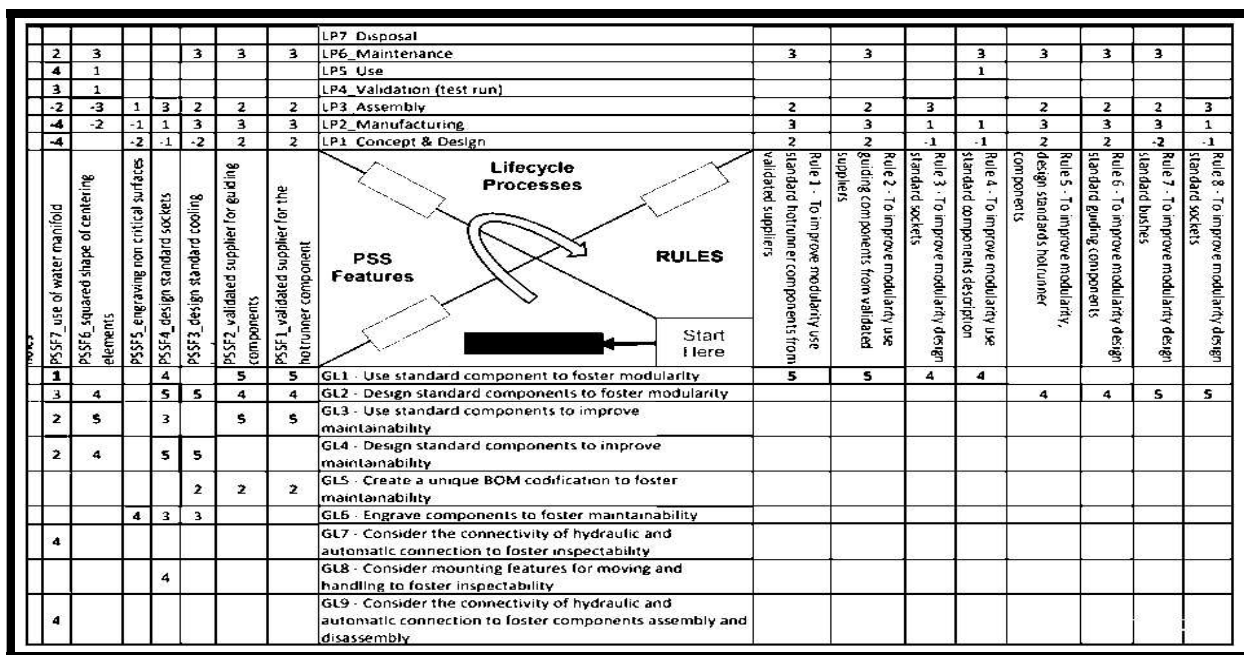 LP7_Disposal
2 3 3 3 3 LP6_Maintenance 3 3 3 3 3 3
4 1 LP5_Use 1
3 1 LP4_Validation (test run)
-2 -3 1 3 2 2 2 LP3_Assembly 2 2 3 2 2 2 3
-4 -2 -1 1 3 3 3 LP2_Manufacturing 3 3 1 1 3 3 3 1
-4 -2 -1 -2 2 2 LP1_Concept & Design 2 2 -1 -1 2 2 -2 -1
PSSF7_use of water manifold
PSSF6_squared shape of centering
elements
PSSF5_engraving non critical surfaces
PSSF4_design standard sockets
PSSF3_design standard cooling
PSSF2_validated supplier for guiding
components
PSSF1_validated supplier for the
hotrunner component
Lifecycle
Processes
PSS
Features
RULES
Start
Here
Rule 1 - To improve modularity use
standard hotrunner components from
validated suppliers
Rule 2 - To improve modularity use
guiding components from validated
suppliers
Rule 3 - To improve modularity design
standard sockets
Rule 4 - To improve modularity use
standard components description
Rule 5 - To improve modularity,
design standards hotrunner
components
Rule 6 - To improve modularity design
standard guiding components
Rule 7 - To improve modularity design
standard bushes
Rule 8 - To improve modularity design
standard sockets
1 4 5 5 GL1 - Use standard component to foster modularity 5 5 4 4
3 4 5 5 4 4 GL2 - Design standard components to foster modularity 4 4 5 5
2 5 3 5 5 GL3 - Use standard components to improve
maintainability
2 4 5 5 GL4 - Design standard components to improve
maintainability
2 2 2 GL5 - Create a unique BOM codification to foster
maintainability
4 3 3 GL6 - Engrave components to foster maintainability
4 GL7 - Consider the connectivity of hydraulic and
automatic connection to foster inspectability
4 GL8 - Consider mounting features for moving and
handling to foster inspectability
4 GL9 - Consider the connectivity of hydraulic and
automatic connection to foster components assembly and
disassembly